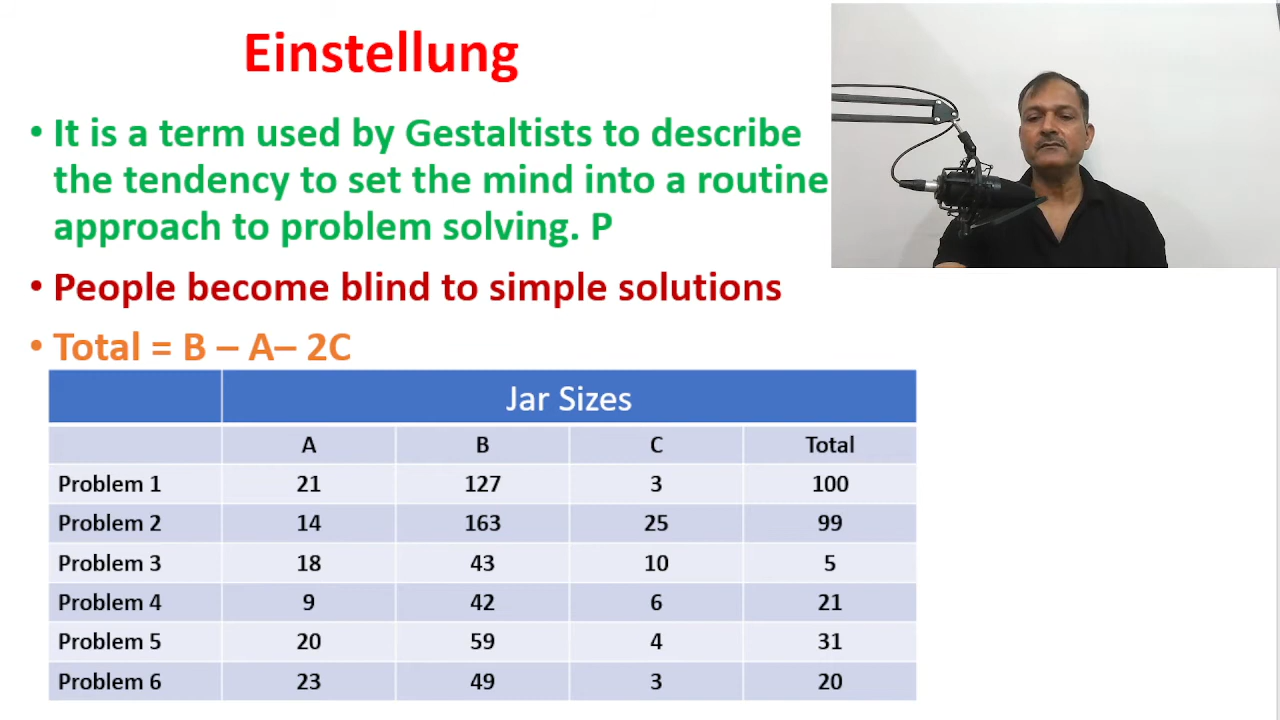 Einstellung
• It is a term used by Gestaltists to describe
the tendency to set the mind into a routine
approach to problem solving. P
• People become blind to simple solutions
• Total = B – A– 2C
Jar Sizes
A B C Total
Problem 1 21 127 3 100
Problem 2 14 163 25 99
Problem 3 18 43 10 5
Problem 4 9 42 6 21
Problem 5 20 59 4 31
Problem 6 23 49 3 20